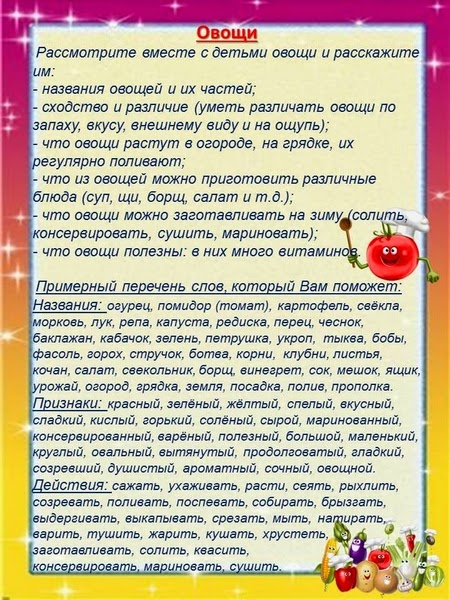 Овощи
Рассмотрите вместе с детьми овощи и расскажите
им:
- названия овощей и их частей;
- сходство и различие (уметь различать овощи по
запаху, вкусу, внешнему виду и на ощупь);
- что овощи растут в огороде, на грядке, их
регулярно поливают;
- что из овощей можно приготовить различные
блюда (суп, щи, борщ, салат и т.д.);
- что овощи можно заготавливать на зиму (солить,
консервировать, сушить, мариновать);
- что овощи полезны: в них много витаминов.
Примерный перечень слов, который Вам поможет:
Названия: огурец, помидор (томат), картофель, свёкла,
морковь, лук, репа, капуста, редиска, перец, чеснок,
баклажан, кабачок, зелень, петрушка, укроп, тыква, бобы,
фасоль, горох, стручок, ботва, корни, клубни, листья,
кочан, салат, свекольник, борщ, винегрет, сок, мешок, ящик,
урожай, огород, грядка, земля, посадка, полив, прополка.
Признаки: красный, зелёный, жёлтый, спелый, вкусный,
сладкий, кислый, горький, солёный, сырой, маринованный,
консервированный, варёный, полезный, большой, маленький,
круглый, овальный, вытянутый, продолговатый, гладкий,
созревший, душистый, ароматный, сочный, овощной.
Действия: сажать, ухаживать, расти, сеять, рыхлить,
созревать, поливать, поспевать, собирать, брызгать,
выдергивать, выкапывать, срезать, мыть, натирать,
варить, тушить, жарить, кушать, хрустеть,
заготавливать, солить, квасить,
консервировать, мариновать, сушить.